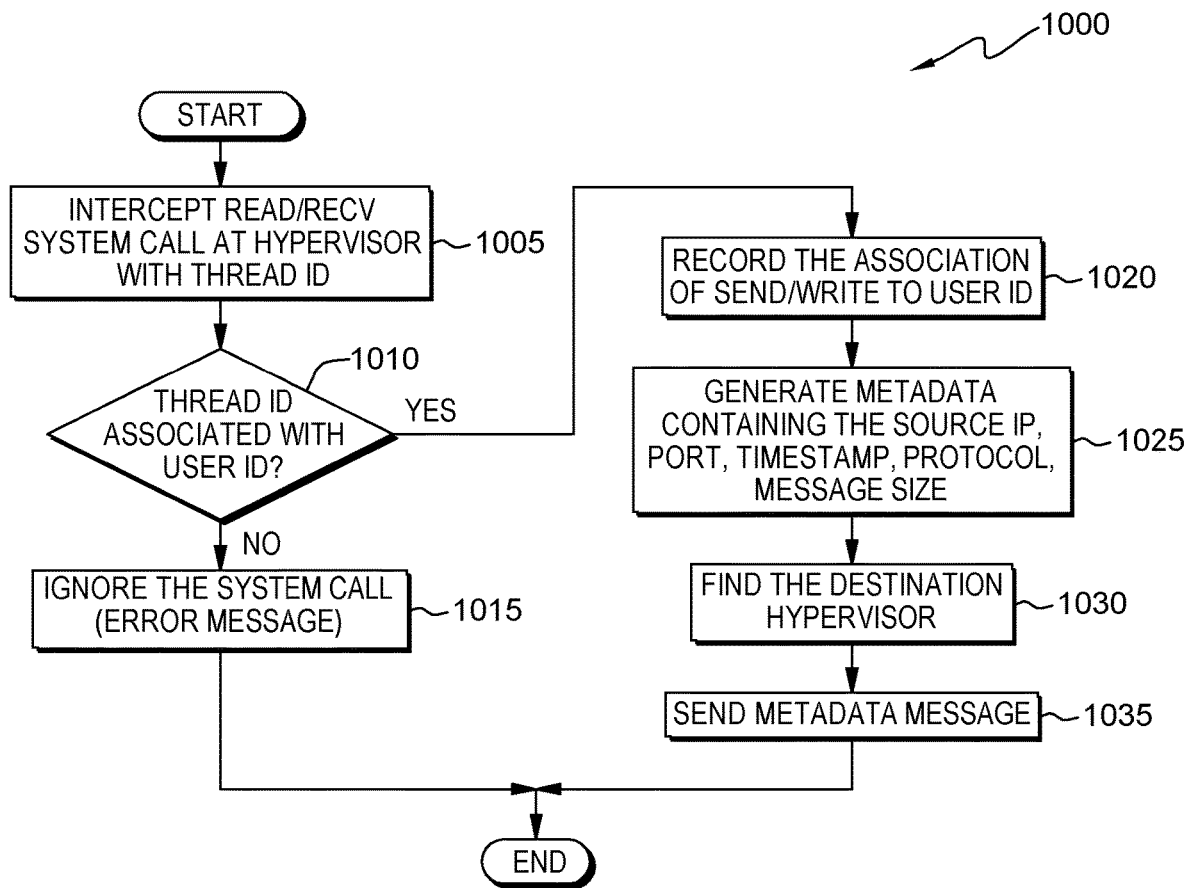 1000
START
INTERCEPT READ/RECV
SYSTEM CALL AT HYPERVISOR
WITH THREAD ID
1005
THREAD ID
ASSOCIATED WITH
USER ID?
1010
YES
NO
IGNORE THE SYSTEM CALL
(ERROR MESSAGE)
1015
RECORD THE ASSOCIATION
OF SEND/WRITE TO USER ID
1020
GENERATE METADATA
CONTAINING THE SOURCE IP,
PORT, TIMESTAMP, PROTOCOL,
MESSAGE SIZE
1025
FIND THE DESTINATION
HYPERVISOR
1030
SEND METADATA MESSAGE
1035
END